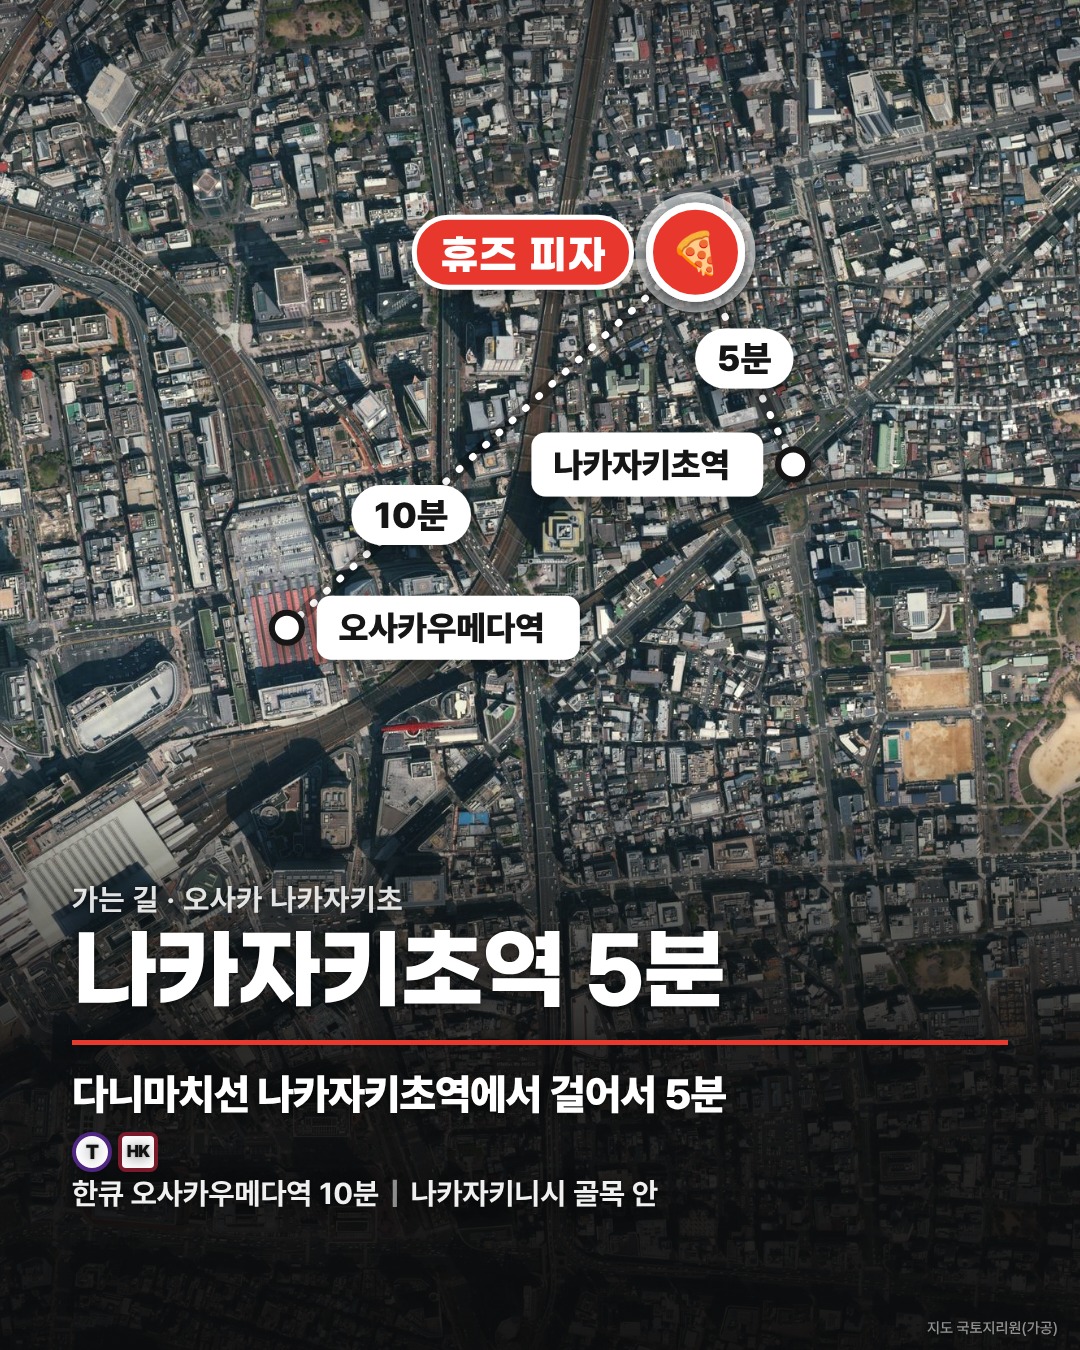 휴즈 피자
5분
나카자키초역
10분
오사카우메다역
가는 길 · 오사카 나카자키초
나카자키초역 5분
다니마치선 나카자키초역에서 걸어서 5분
T HK
한큐 오사카우메다역 10분 | 나카자키니시 골목 안
지도 국토지리원(가공)